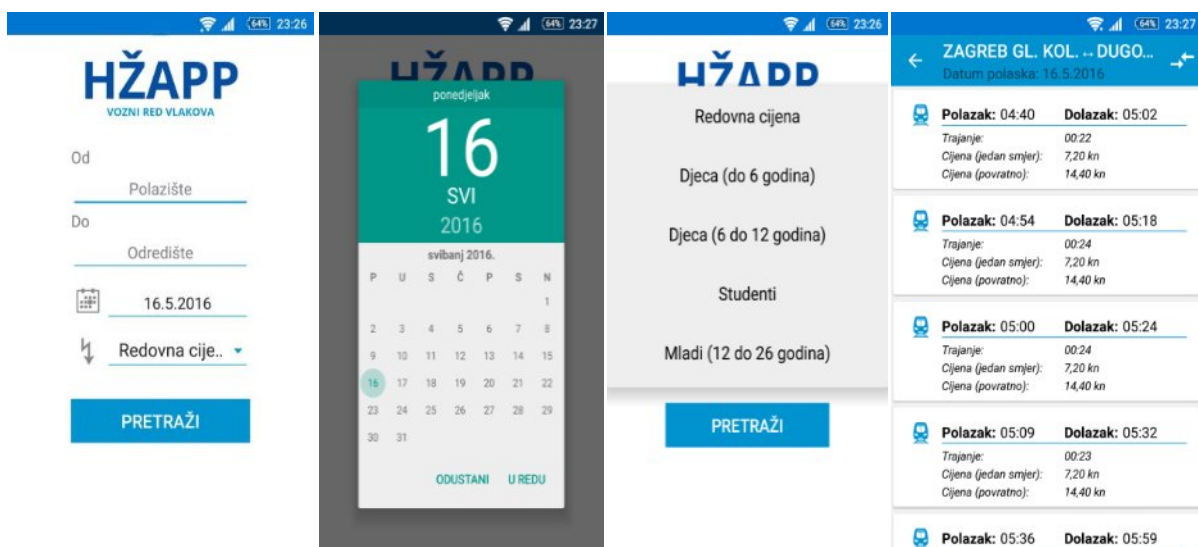 64% 23:26
HŽAPP
VOZNI RED VLAKOVA
Od
Polazište
Do
Odredište
16.5.2016
Redovna cije..
PRETRAŽI
64% 23:27
HŽAPP
ponedjeljak
16
SVI
2016
svibanj 2016.
P U S Č P S N
1
2 3 4 5 6 7 8
9 10 11 12 13 14 15
16 17 18 19 20 21 22
23 24 25 26 27 28 29
30 31
ODUSTANI U REDU
64% 23:26
HŽAPP
Redovna cijena
Djeca (do 6 godina)
Djeca (6 do 12 godina)
Studenti
Mladi (12 do 26 godina)
PRETRAŽI
64% 23:27
ZAGREB GL. KOL. ↔ DUGO...
Datum polaska: 16.5.2016
Polazak: 04:40 Dolazak: 05:02
Trajanje: 00:22
Cijena (jedan smjer): 7,20 kn
Cijena (povratno): 14,40 kn
Polazak: 04:54 Dolazak: 05:18
Trajanje: 00:24
Cijena (jedan smjer): 7,20 kn
Cijena (povratno): 14,40 kn
Polazak: 05:00 Dolazak: 05:24
Trajanje: 00:24
Cijena (jedan smjer): 7,20 kn
Cijena (povratno): 14,40 kn
Polazak: 05:09 Dolazak: 05:32
Trajanje: 00:23
Cijena (jedan smjer): 7,20 kn
Cijena (povratno): 14,40 kn
Polazak: 05:36 Dolazak: 05:59